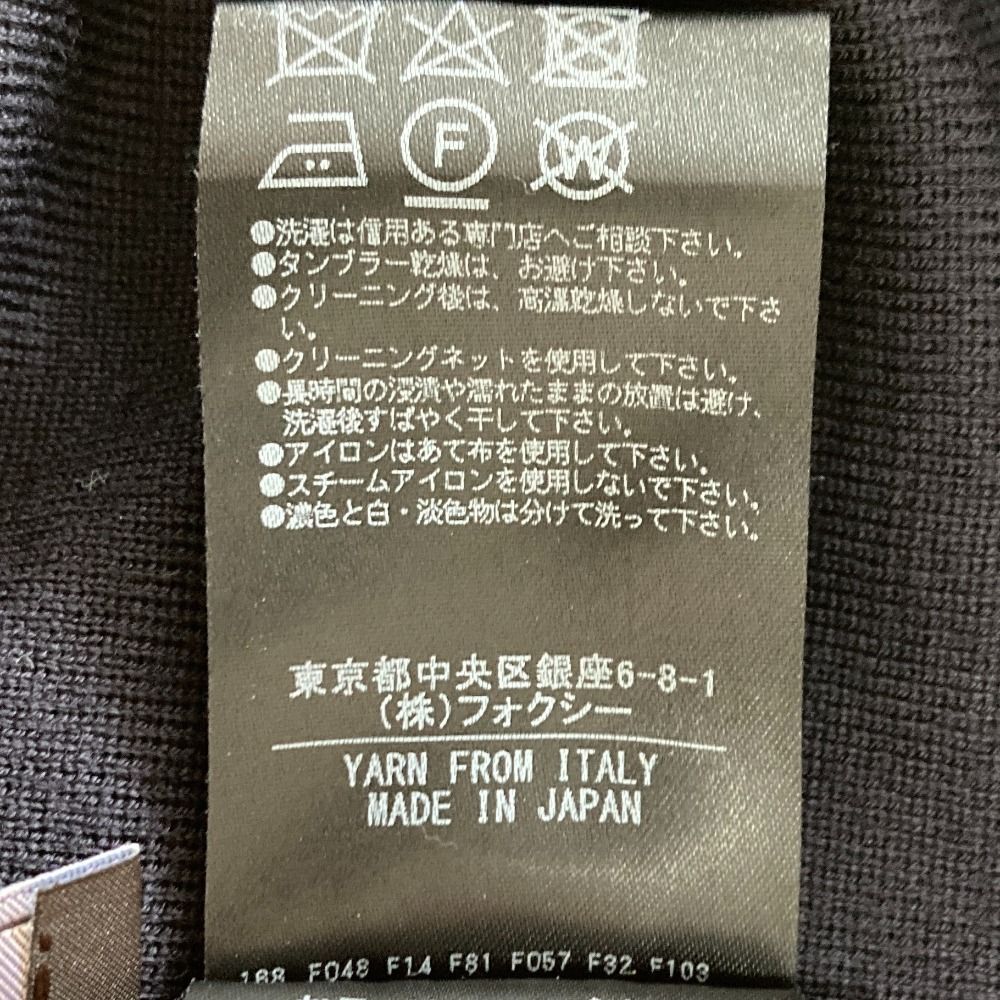 F W
●洗濯は信用ある専門店へご相談下さい。
●タンブラー乾燥は、お避け下さい。
●クリーニング後は、高温乾燥しないで下さ
い。
●クリーニングネットを使用して下さい。
●長時間の浸漬や濡れたままの放置は避け、
洗濯後すばやく干して下さい。
●アイロンはあて布を使用して下さい。
●スチームアイロンを使用しないで下さい。
●濃色と白・淡色物は分けて洗って下さい。
東京都中央区銀座6-8-1
(株)フォクシー
YARN FROM ITALY
MADE IN JAPAN
188 F048 F14 F81 F057 F32 F103